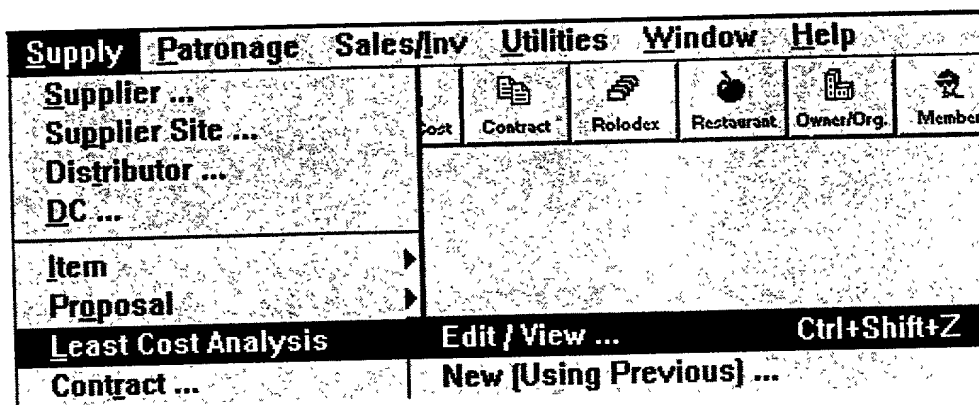 Supply Patronage Sales/Inv Utilities Window Help
Supplier ...
Supplier Site ...
Distributor ...
DC ...
Cost Contract Rolodex Restaurant Owner/Org. Member
Item
Proposal
Least Cost Analysis Edit / View ... Ctrl+Shift+Z
Contract ... New (Using Previous) ...